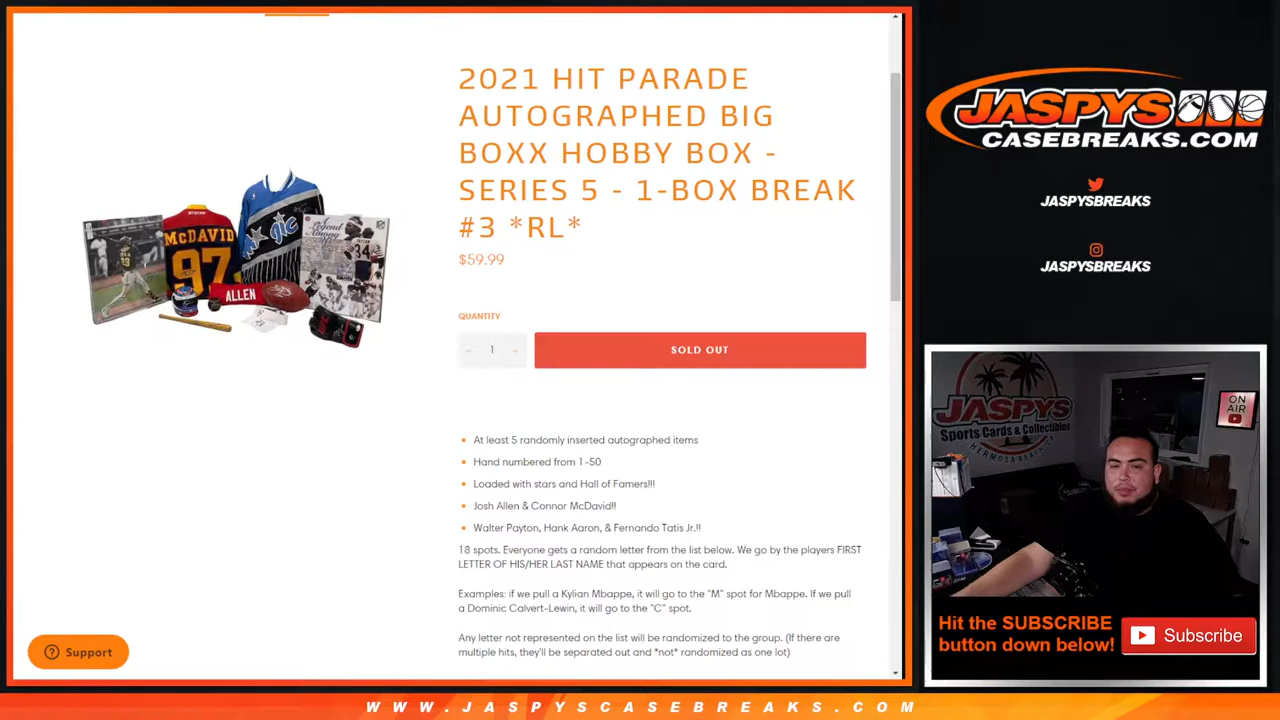 2021 HIT PARADE
AUTOGRAPHED BIG
BOXX HOBBY BOX -
SERIES 5 - 1-BOX BREAK
#3 *RL*
$59.99
QUANTITY
1
SOLD OUT
At least 5 randomly inserted autographed items
Hand numbered from 1-50
Loaded with stars and Hall of Famers!!!
Josh Allen & Connor McDavid!!
Walter Payton, Hank Aaron, & Fernando Tatis Jr.!!
18 spots. Everyone gets a random letter from the list below. We go by the players FIRST
LETTER OF HIS/HER LAST NAME that appears on the card.
Examples: if we pull a Kylian Mbappe, it will go to the "M" spot for Mbappe. If we pull
a Dominic Calvert-Lewin, it will go to the "C" spot.
Any letter not represented on the list will be randomized to the group. (If there are
multiple hits, they'll be separated out and *not* randomized as one lot)
Support
McDAVID
97
ALLEN
34
JASPYS
CASEBREAKS.COM
JASPYSBREAKS
JASPYSBREAKS
JASPYS
Sports Cards & Collectibles
HERMOSA BEACH, CA
ON
AIR
Hit the SUBSCRIBE
button down below!
Subscribe
WWW.JASPYSCASEBREAKS.COM